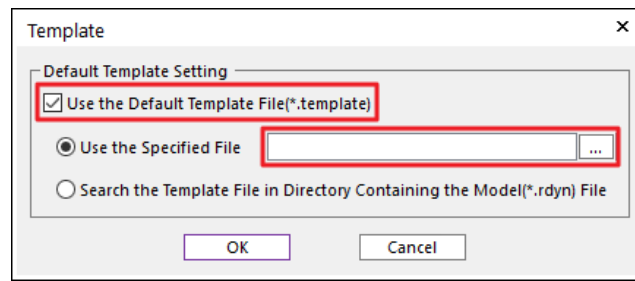 Template
Default Template Setting
Use the Default Template File(*.template)
Use the Specified File
...
Search the Template File in Directory Containing the Model(*.rdyn) File
OK Cancel